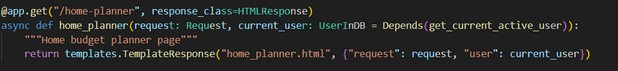 @app.get("/home-planner", response_class=HTMLResponse)
async def home_planner(request: Request, current_user: UserInDB = Depends(get_current_active_user)):
    """Home budget planner page"""
    return templates.TemplateResponse("home_planner.html", {"request": request, "user": current_user})